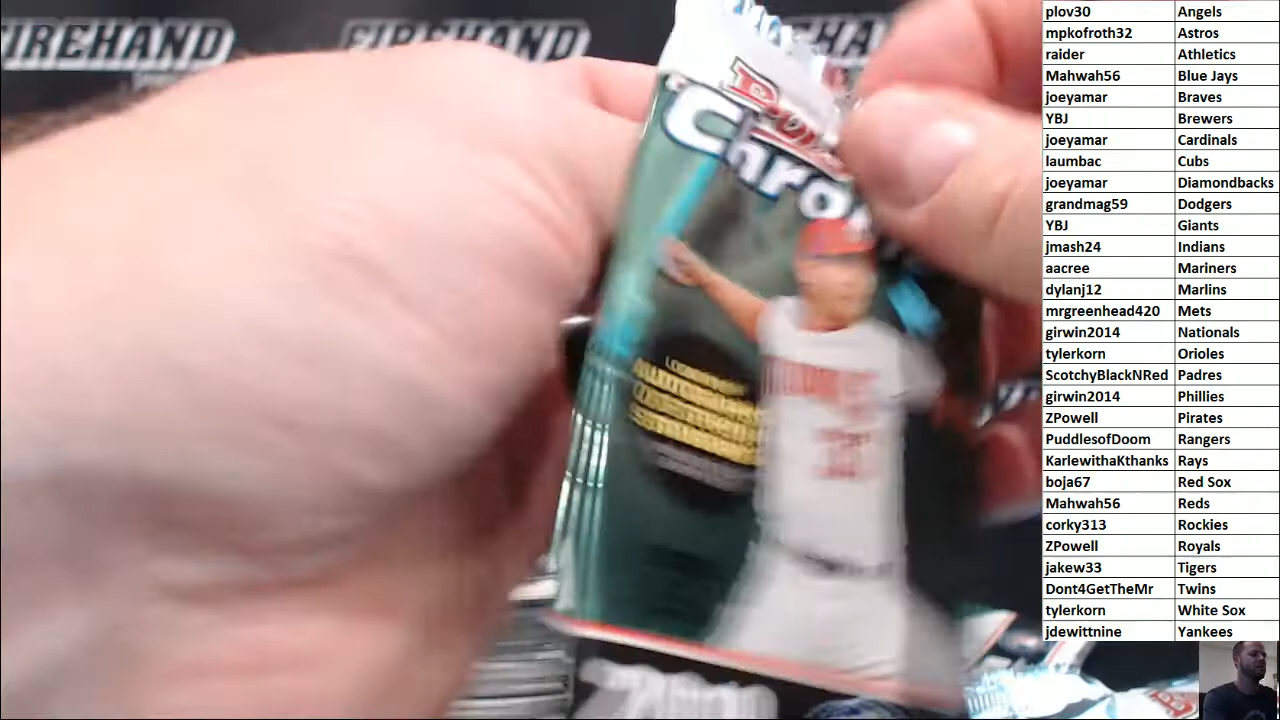 FIREHAND
FIREHAND
Bowman
Chrome
plov30 Angels
mpkofroth32 Astros
raider Athletics
Mahwah56 Blue Jays
joeyamar Braves
YBJ Brewers
joeyamar Cardinals
laumbac Cubs
joeyamar Diamondbacks
grandmag59 Dodgers
YBJ Giants
jmash24 Indians
aacree Mariners
dylanj12 Marlins
mrgreenhead420 Mets
girwin2014 Nationals
tylerkorn Orioles
ScotchyBlackNRed Padres
girwin2014 Phillies
ZPowell Pirates
PuddlesofDoom Rangers
KarlewithaKthanks Rays
boja67 Red Sox
Mahwah56 Reds
corky313 Rockies
ZPowell Royals
jakew33 Tigers
Dont4GetTheMr Twins
tylerkorn White Sox
jdewittnine Yankees